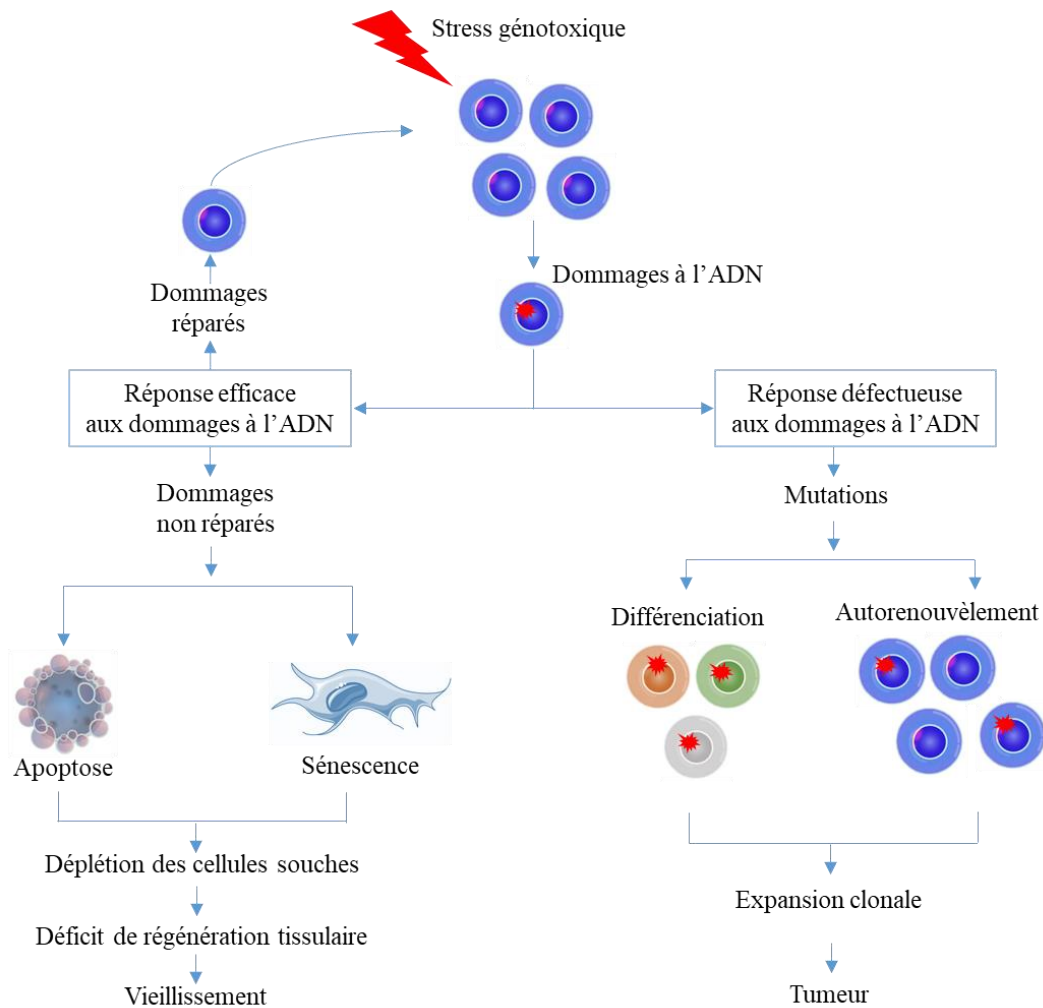 Stress génotoxique
Dommages à l'ADN
Dommages
réparés
Réponse efficace
aux dommages à l'ADN
Réponse défectueuse
aux dommages à l'ADN
Dommages
non réparés
Mutations
Différenciation
Autorenouvèlement
Apoptose
Sénescence
Déplétion des cellules souches
Expansion clonale
Déficit de régénération tissulaire
Vieillissement
Tumeur